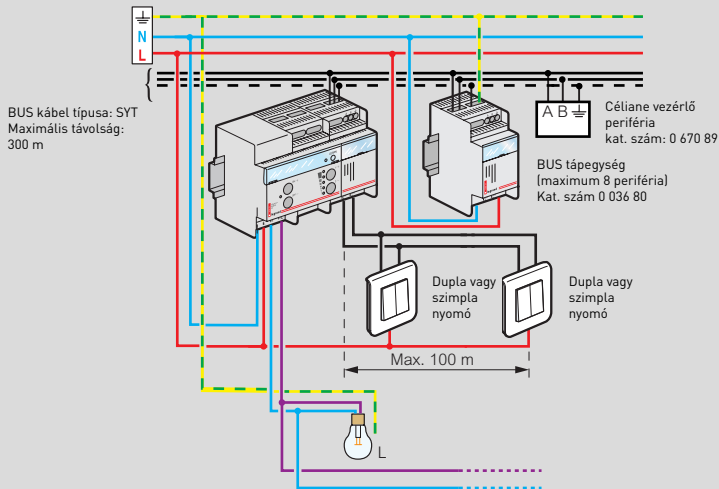 N
L
BUS kábel típusa: SYT
Maximális távolság:
300 m
A B
Céliane vezérlő
periféria
kat. szám: 0 670 89
BUS tápegység
(maximum 8 periféria)
Kat. szám 0 036 80
Dupla vagy
szimpla
nyomó
Dupla vagy
szimpla
nyomó
Max. 100 m
L